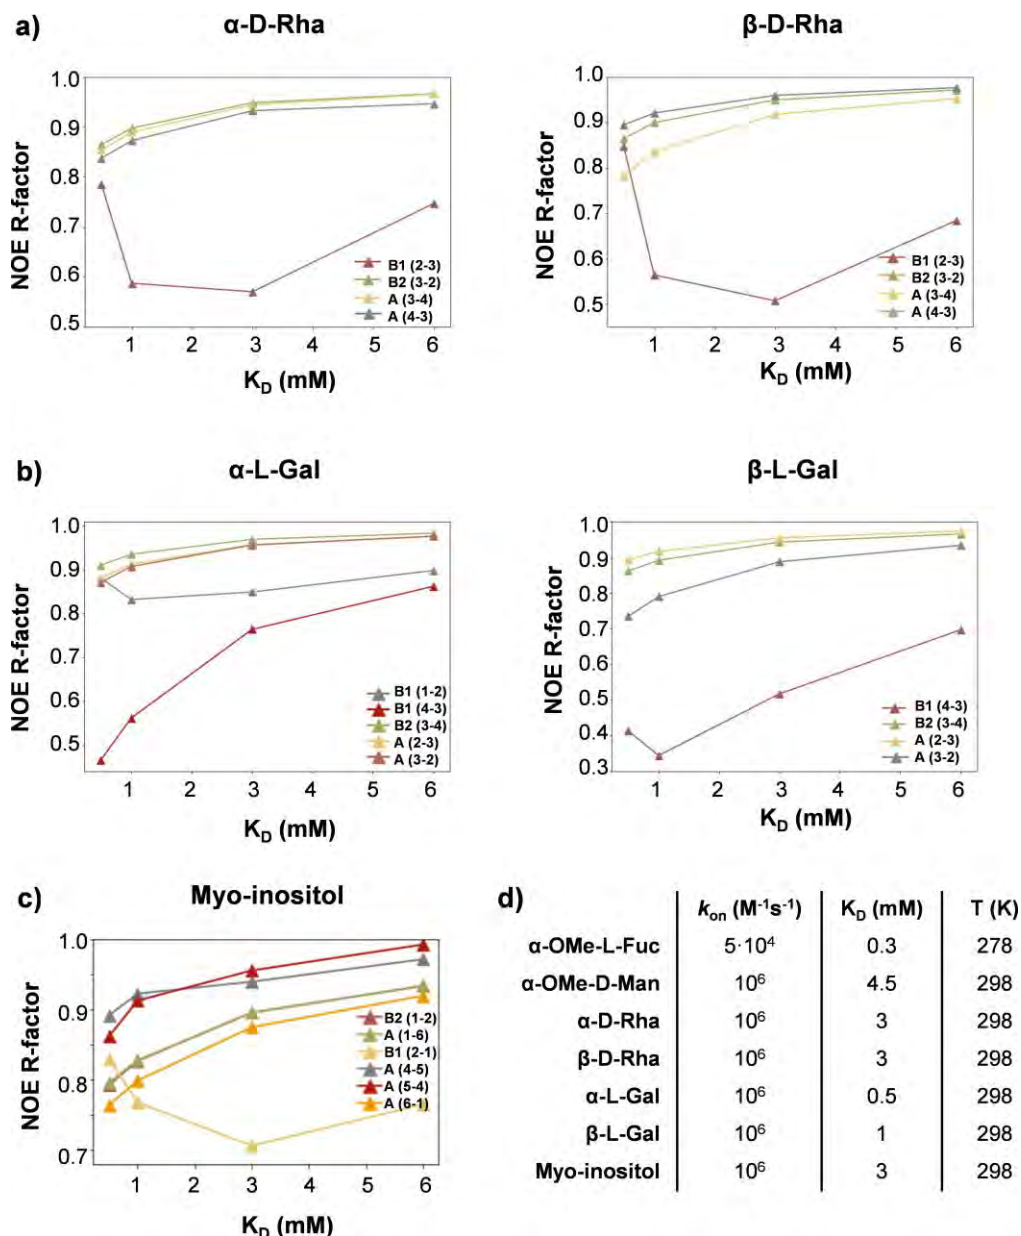 a)
α-D-Rha
NOE R-factor
1.0
0.9
0.8
0.7
0.6
0.5
1 2 3 4 5 6
K_D (mM)
B1 (2-3)
B2 (3-2)
A (3-4)
A (4-3)
β-D-Rha
NOE R-factor
1.0
0.9
0.8
0.7
0.6
0.5
1 2 3 4 5 6
K_D (mM)
B1 (2-3)
B2 (3-2)
A (3-4)
A (4-3)
b)
α-L-Gal
NOE R-factor
1.0
0.9
0.8
0.7
0.6
0.5
1 2 3 4 5 6
K_D (mM)
B1 (1-2)
B1 (4-3)
B2 (3-4)
A (2-3)
A (3-2)
β-L-Gal
NOE R-factor
1.0
0.9
0.8
0.7
0.6
0.5
0.4
0.3
1 2 3 4 5 6
K_D (mM)
B1 (4-3)
B2 (3-4)
A (2-3)
A (3-2)
c)
Myo-inositol
NOE R-factor
1.0
0.9
0.8
0.7
1 2 3 4 5 6
K_D (mM)
B2 (1-2)
A (1-6)
B1 (2-1)
A (4-5)
A (5-4)
A (6-1)
d)
k_on (M⁻¹s⁻¹) K_D (mM) T (K)
α-OMe-L-Fuc 5·10⁴ 0.3 278
α-OMe-D-Man 10⁶ 4.5 298
α-D-Rha 10⁶ 3 298
β-D-Rha 10⁶ 3 298
α-L-Gal 10⁶ 0.5 298
β-L-Gal 10⁶ 1 298
Myo-inositol 10⁶ 3 298